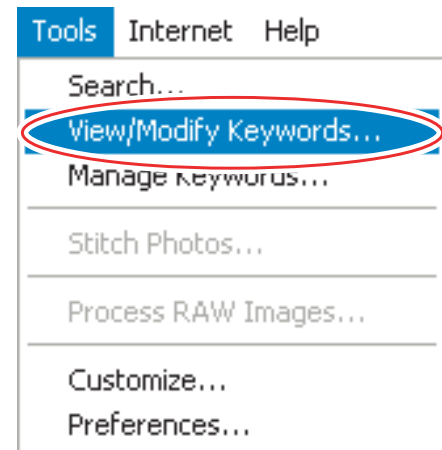 Tools Internet Help
Search...
View/Modify Keywords...
Manage Keywords...
Stitch Photos...
Process RAW Images...
Customize...
Preferences...